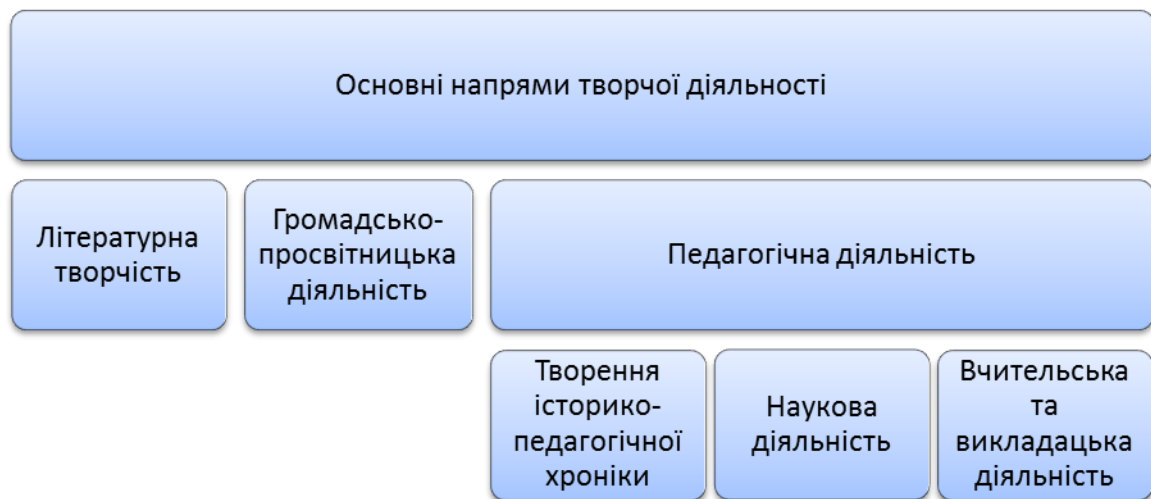 Основні напрями творчої діяльності
Літературна
творчість
Громадсько-
просвітницька
діяльність
Педагогічна діяльність
Творення
історико-
педагогічної
хроніки
Наукова
діяльність
Вчительська
та
викладацька
діяльність